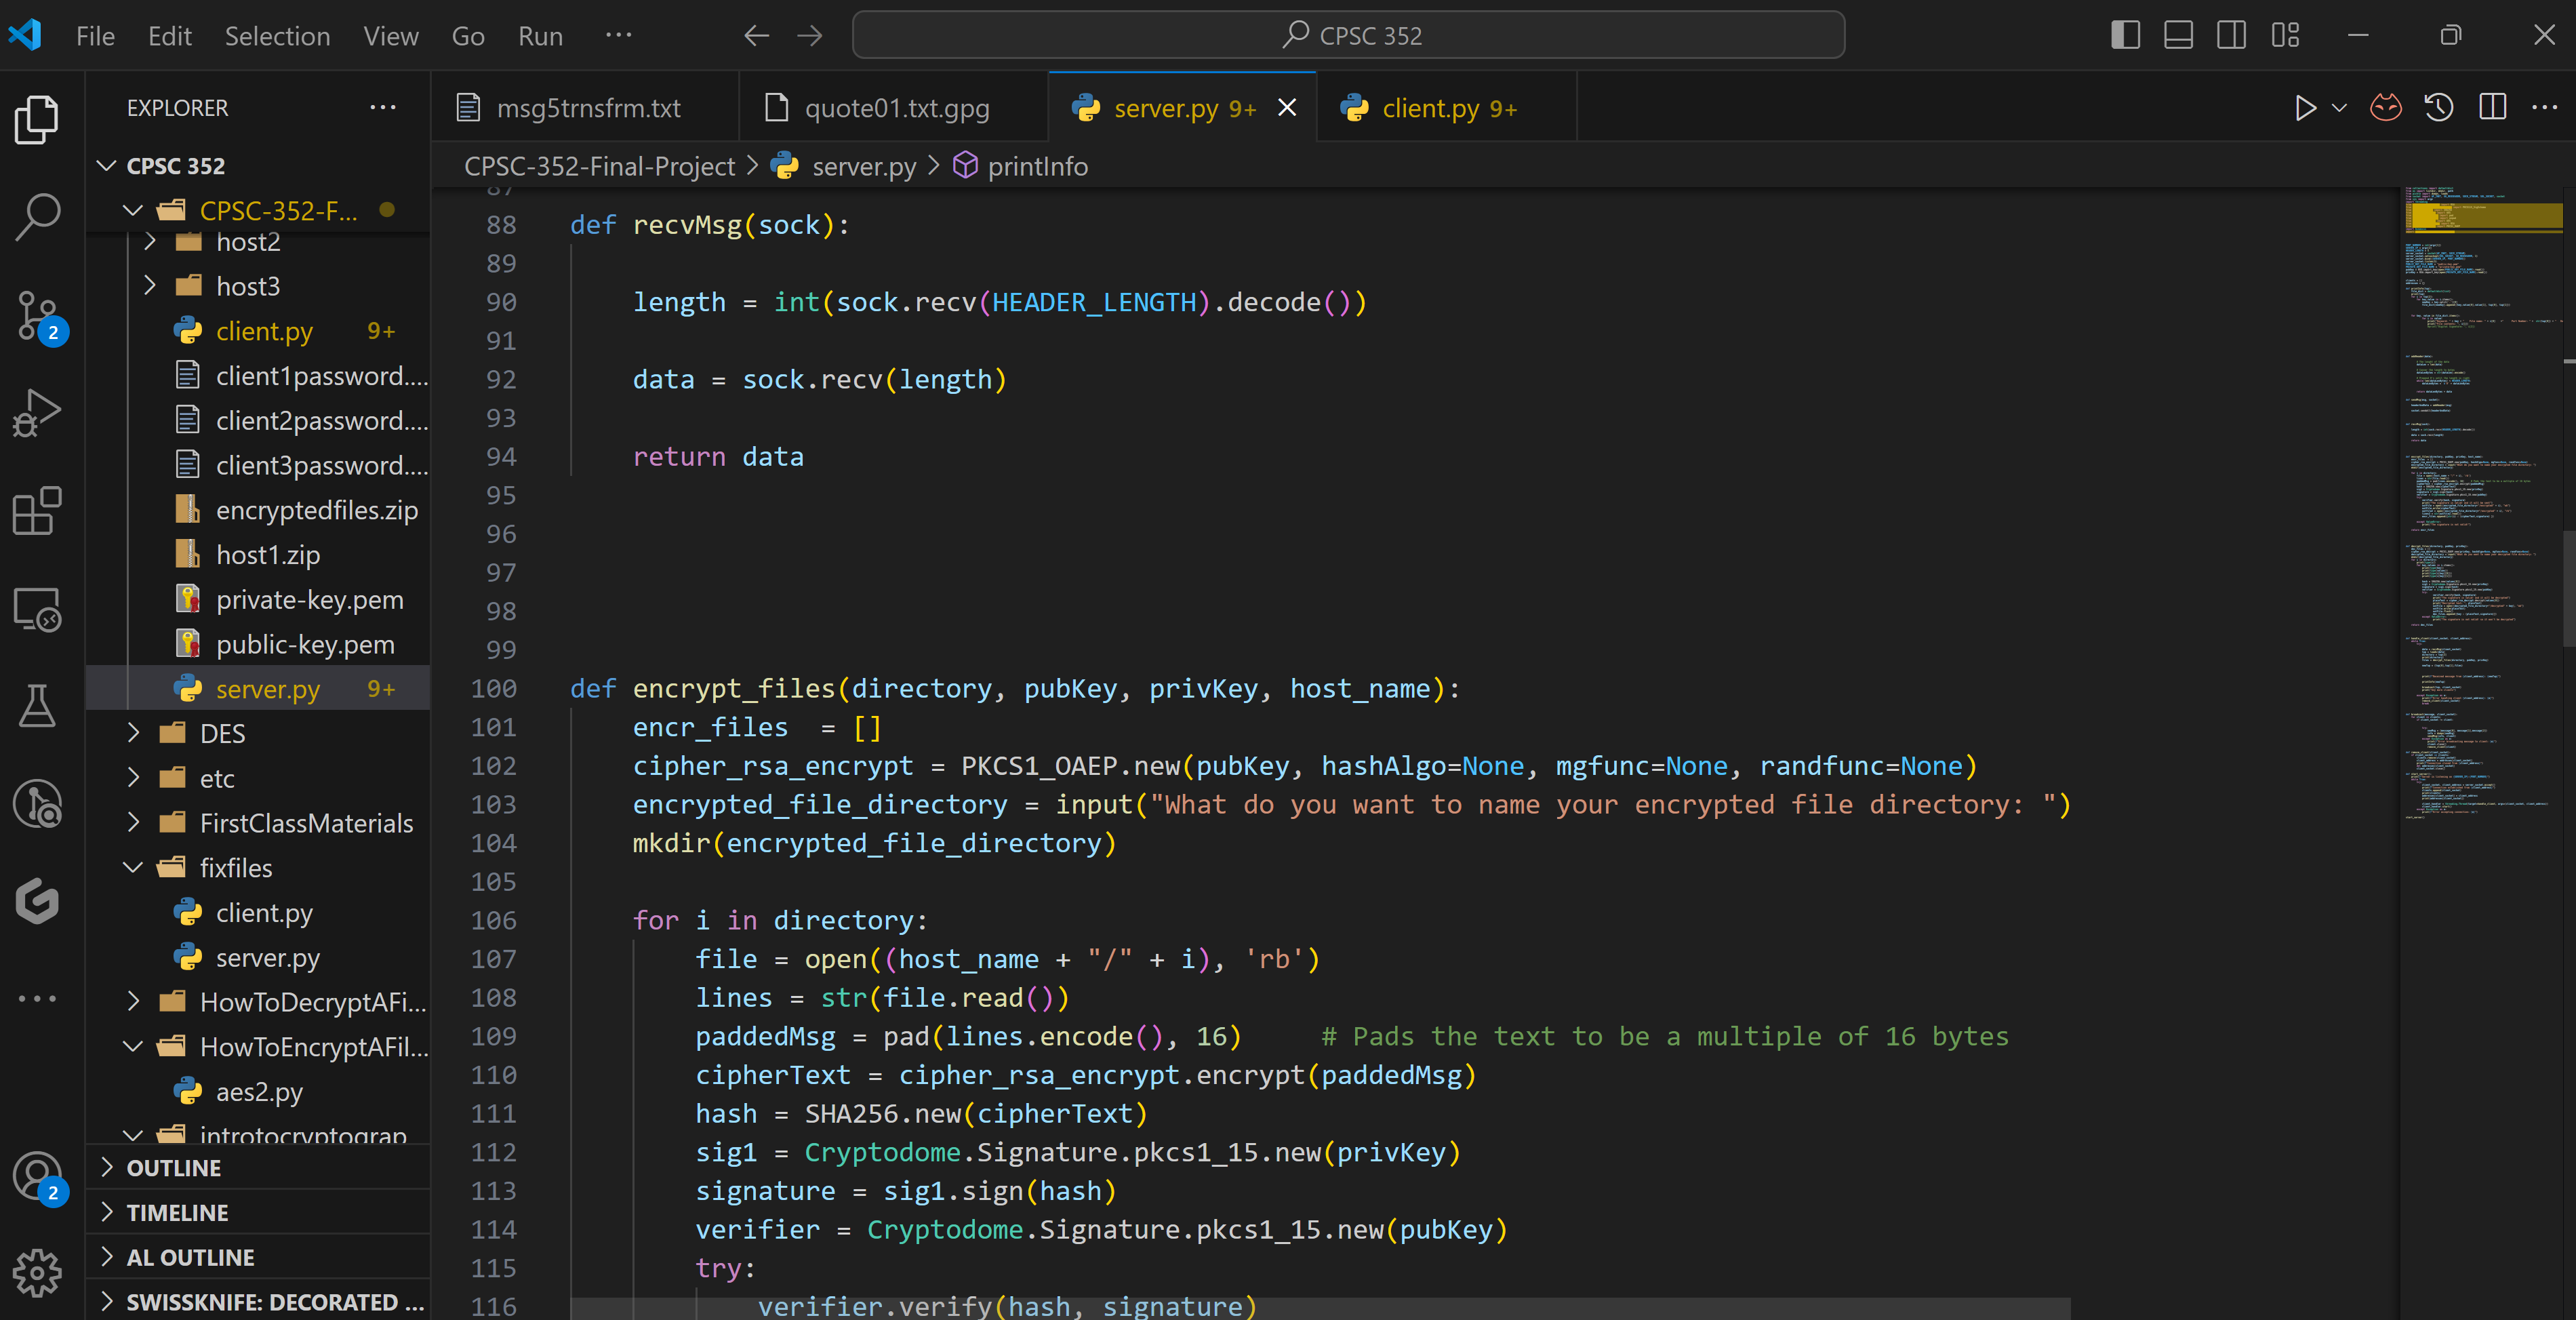 File Edit Selection View Go Run ··· CPSC 352
EXPLORER ···
CPSC 352
CPSC-352-F...
host2
host3
client.py 9+
client1password....
client2password....
client3password....
encryptedfiles.zip
host1.zip
private-key.pem
public-key.pem
server.py 9+
DES
etc
FirstClassMaterials
fixfiles
client.py
server.py
HowToDecryptAFi...
HowToEncryptAFil...
aes2.py
introtocryptograp
OUTLINE
TIMELINE
AL OUTLINE
SWISSKNIFE: DECORATED ...
2
2
msg5trnsfrm.txt quote01.txt.gpg server.py 9+ client.py 9+
CPSC-352-Final-Project > server.py > printInfo
87
88 def recvMsg(sock):
89
90 length = int(sock.recv(HEADER_LENGTH).decode())
91
92 data = sock.recv(length)
93
94 return data
95
96
97
98
99
100 def encrypt_files(directory, pubKey, privKey, host_name):
101 encr_files  = []
102 cipher_rsa_encrypt = PKCS1_OAEP.new(pubKey, hashAlgo=None, mgfunc=None, randfunc=None)
103 encrypted_file_directory = input("What do you want to name your encrypted file directory: ")
104 mkdir(encrypted_file_directory)
105
106 for i in directory:
107 file = open((host_name + "/" + i), 'rb')
108 lines = str(file.read())
109 paddedMsg = pad(lines.encode(), 16)     # Pads the text to be a multiple of 16 bytes
110 cipherText = cipher_rsa_encrypt.encrypt(paddedMsg)
111 hash = SHA256.new(cipherText)
112 sig1 = Cryptodome.Signature.pkcs1_15.new(privKey)
113 signature = sig1.sign(hash)
114 verifier = Cryptodome.Signature.pkcs1_15.new(pubKey)
115 try:
116 verifier.verify(hash, signature)